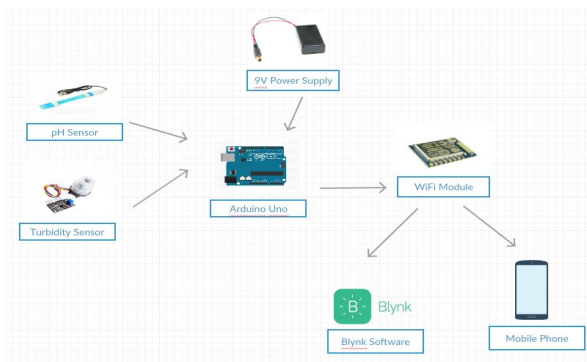 9V Power Supply
pH Sensor
Turbidity Sensor
Arduino Uno
WiFi Module
B
Blynk
Blynk Software
Mobile Phone